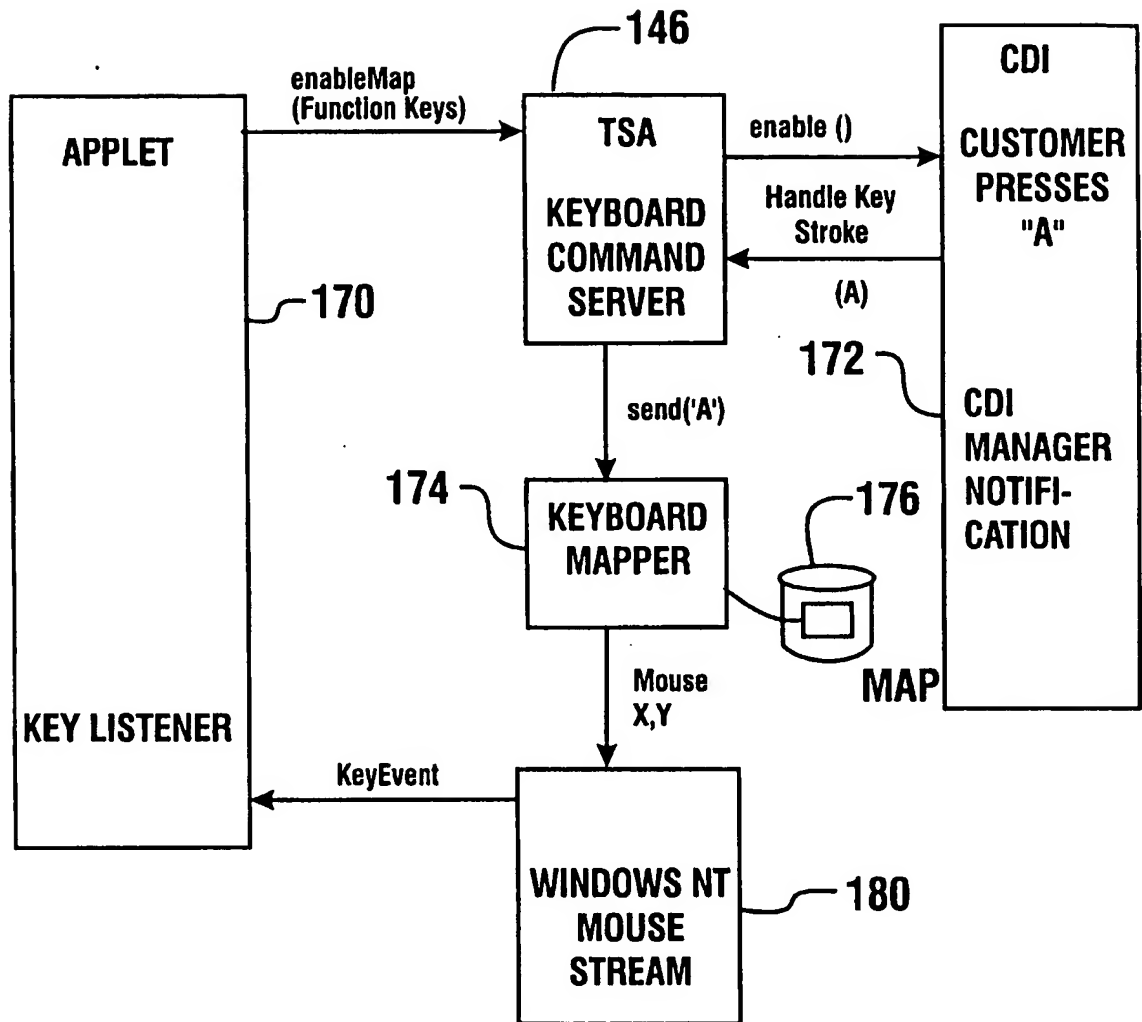 146
enableMap
(Function Keys)
APPLET
170
KEY LISTENER
TSA
KEYBOARD
COMMAND
SERVER
enable ()
Handle Key
Stroke
(A)
CDI
CUSTOMER
PRESSES
"A"
172
CDI
MANAGER
NOTIFI-
CATION
send('A')
174
KEYBOARD
MAPPER
176
MAP
Mouse
X,Y
KeyEvent
WINDOWS NT
MOUSE
STREAM
180